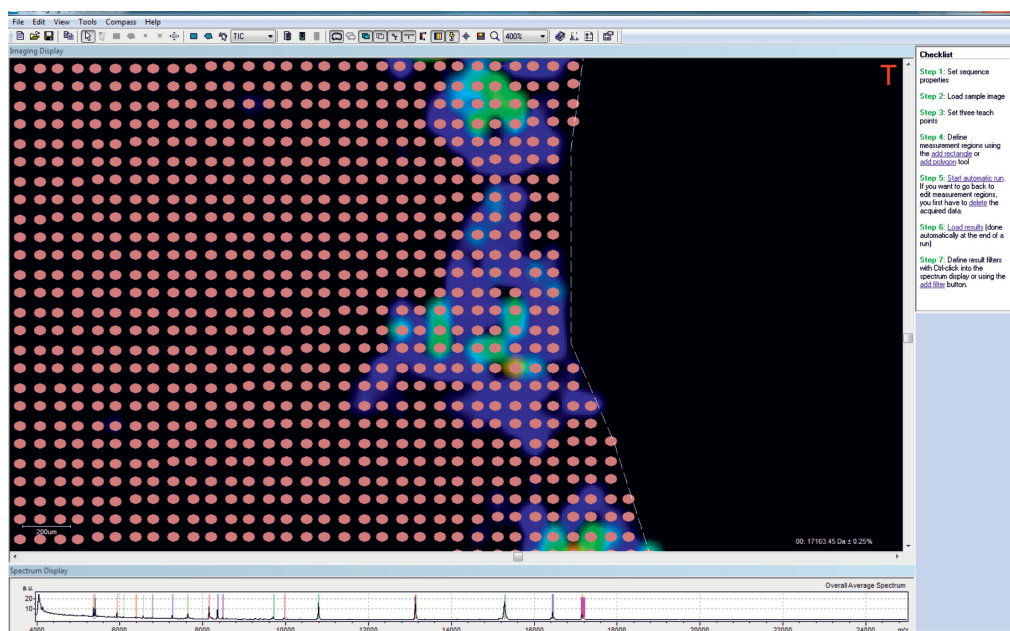 File Edit View Tools Compass Help
TIC
400%
Imaging Display
T
200um
00: 17163.45 Da ± 0.25%
Checklist
Step 1: Set sequence
properties
Step 2: Load sample image
Step 3: Set three teach
points
Step 4: Define
measurement regions using
the add rectangle or
add polygon tool
Step 5: Start automatic run.
If you want to go back to
edit measurement regions,
you first have to delete the
acquired data.
Step 6: Load results (done
automatically at the end of a
run)
Step 7: Define result filters
with Ctrl-click into the
spectrum display or using the
add filter button.
Spectrum Display
a.u.
Overall Average Spectrum
20
10
4000 6000 8000 10000 12000 14000 16000 18000 20000 22000 24000 m/z